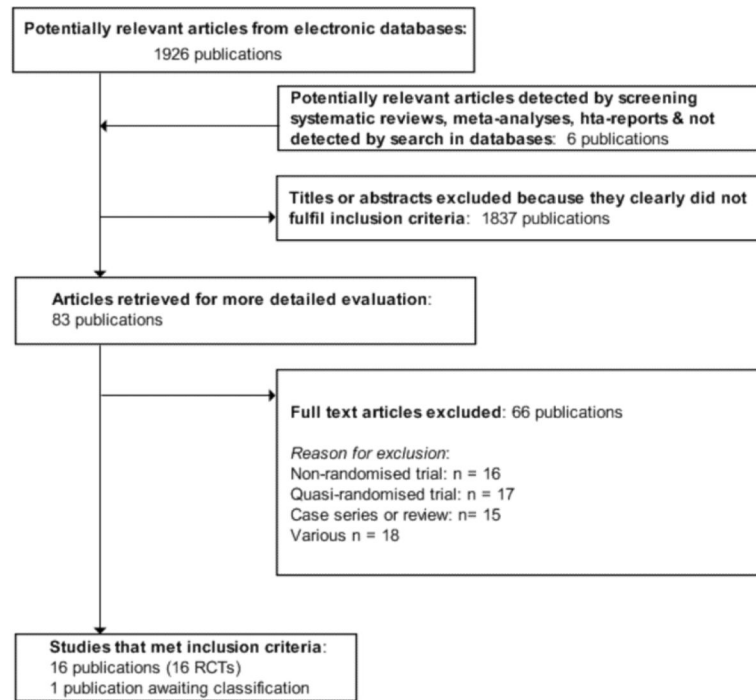 Potentially relevant articles from electronic databases:
1926 publications
Potentially relevant articles detected by screening
systematic reviews, meta-analyses, hta-reports & not
detected by search in databases: 6 publications
Titles or abstracts excluded because they clearly did not
fulfil inclusion criteria: 1837 publications
Articles retrieved for more detailed evaluation:
83 publications
Full text articles excluded: 66 publications
Reason for exclusion:
Non-randomised trial: n = 16
Quasi-randomised trial: n = 17
Case series or review: n= 15
Various n = 18
Studies that met inclusion criteria:
16 publications (16 RCTs)
1 publication awaiting classification